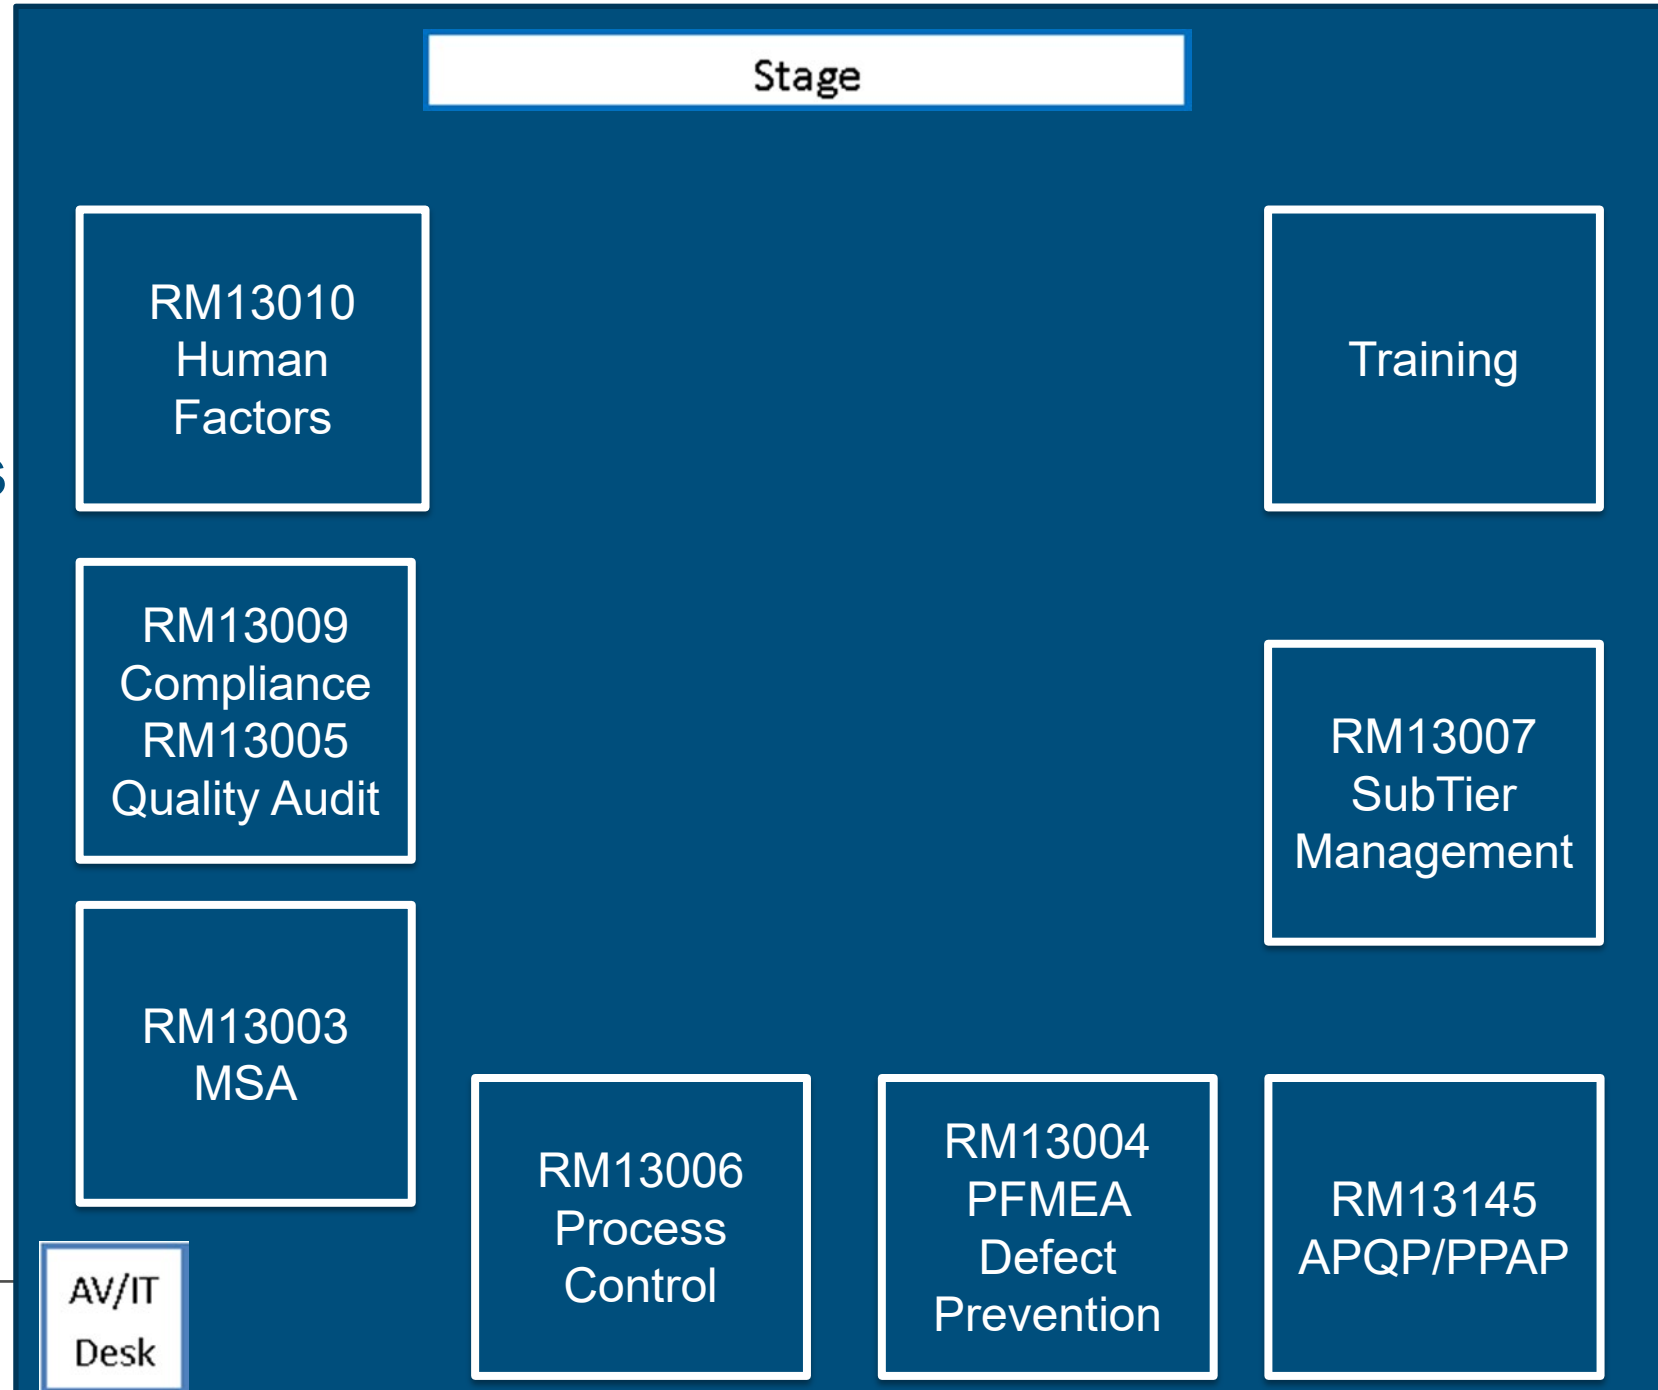 Stage
RM13010
Human
Factors
Training
s
RM13009
Compliance
RM13005
Quality Audit
RM13007
SubTier
Management
RM13003
MSA
RM13006
Process
Control
RM13004
PFMEA
Defect
Prevention
RM13145
APQP/PPAP
AV/IT
Desk